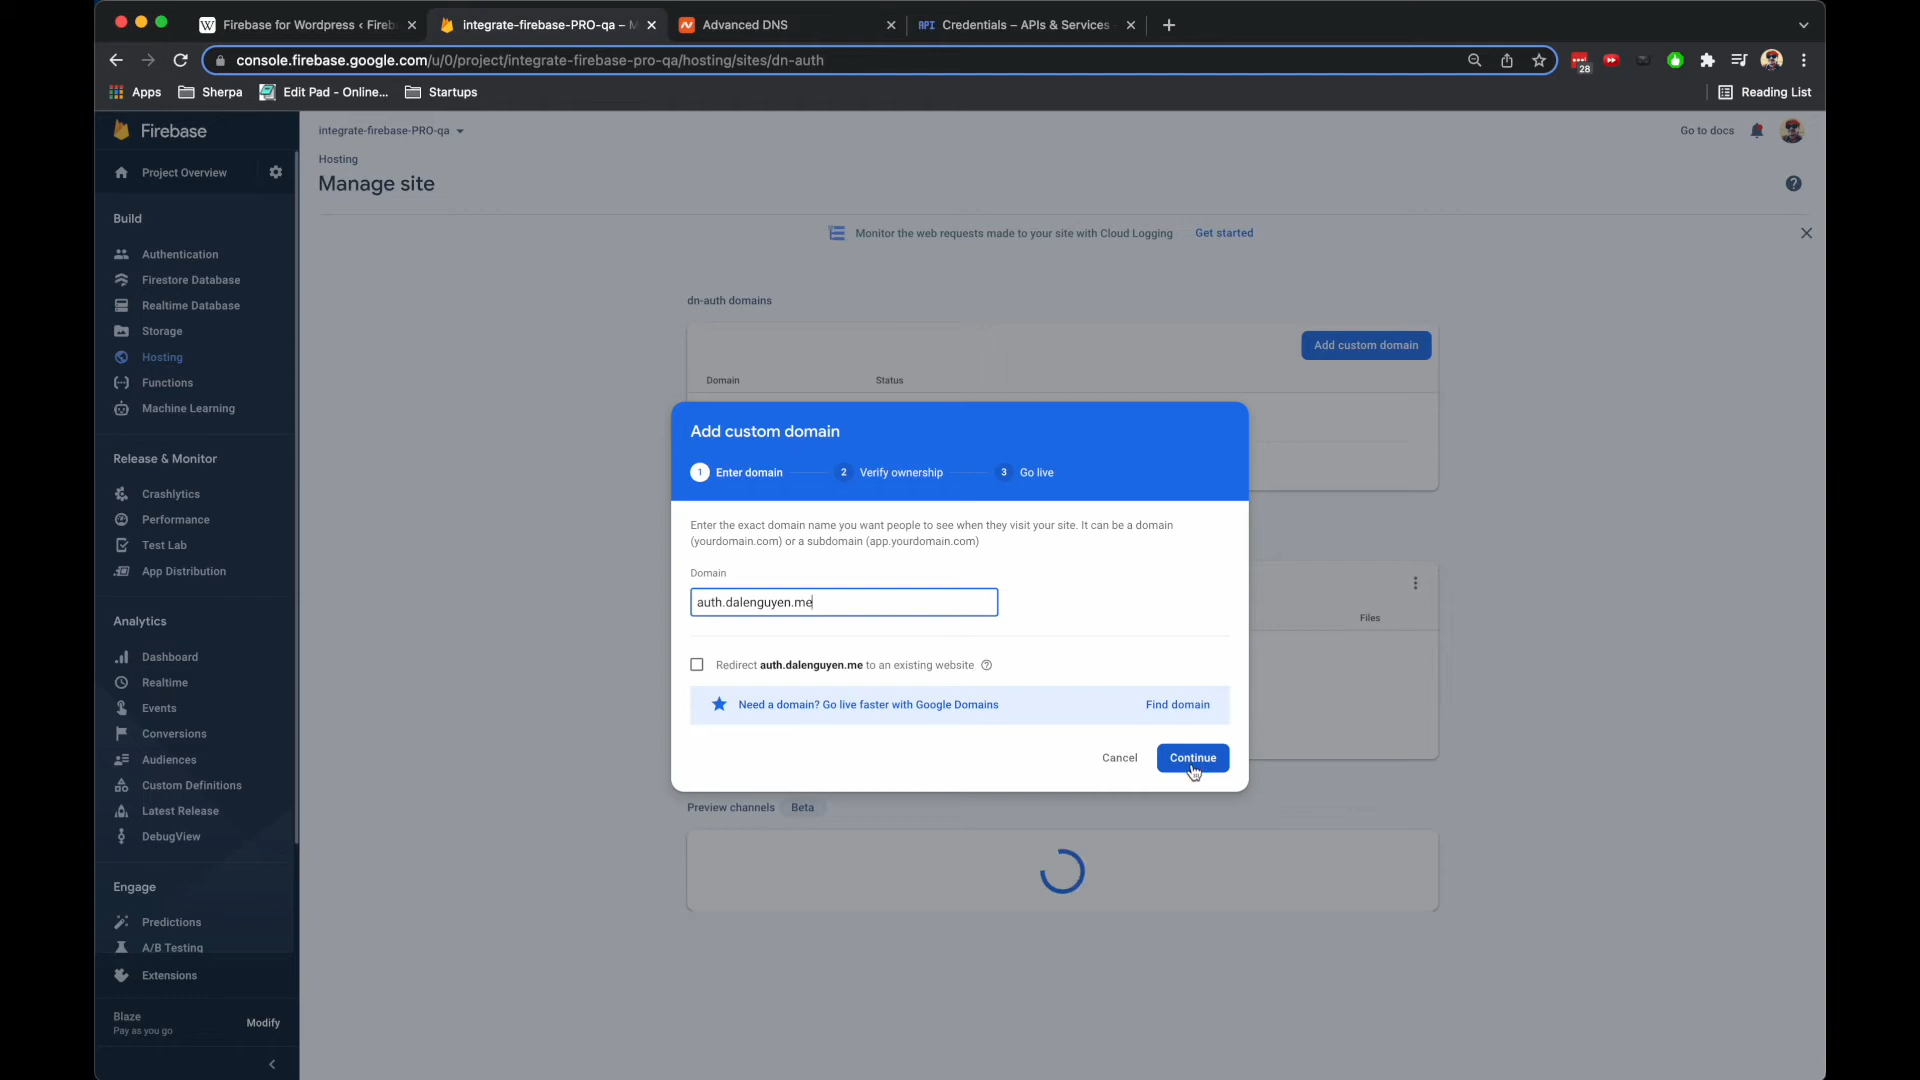 Firebase for Wordpress ‹ Fireb
integrate-firebase-PRO-qa – M
Advanced DNS
API Credentials – APIs & Services
console.firebase.google.com/u/0/project/integrate-firebase-pro-qa/hosting/sites/dn-auth
28
Apps
Sherpa
Edit Pad - Online...
Startups
Reading List
Firebase
integrate-firebase-PRO-qa
Go to docs
Project Overview
Hosting
Manage site
Monitor the web requests made to your site with Cloud Logging Get started
Build
Authentication
Firestore Database
Realtime Database
Storage
Hosting
Functions
Machine Learning
Release & Monitor
Crashlytics
Performance
Test Lab
App Distribution
Analytics
Dashboard
Realtime
Events
Conversions
Audiences
Custom Definitions
Latest Release
DebugView
Engage
Predictions
A/B Testing
Extensions
Blaze
Pay as you go
Modify
dn-auth domains
Add custom domain
Domain Status
Add custom domain
1 Enter domain 2 Verify ownership 3 Go live
Enter the exact domain name you want people to see when they visit your site. It can be a domain
(yourdomain.com) or a subdomain (app.yourdomain.com)
Domain
auth.dalenguyen.me
Redirect auth.dalenguyen.me to an existing website
Need a domain? Go live faster with Google Domains Find domain
Cancel Continue
Files
Preview channels Beta